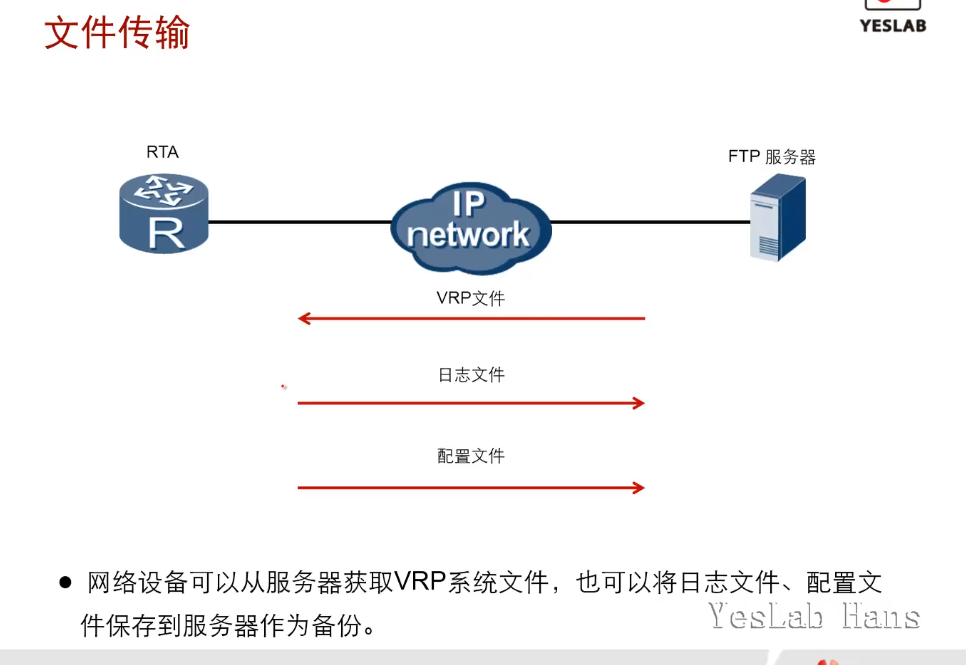 文件传输
YESLAB
RTA
FTP 服务器
R
IP
network
VRP文件
日志文件
配置文件
● 网络设备可以从服务器获取VRP系统文件，也可以将日志文件、配置文
件保存到服务器作为备份。
YesLab Hans